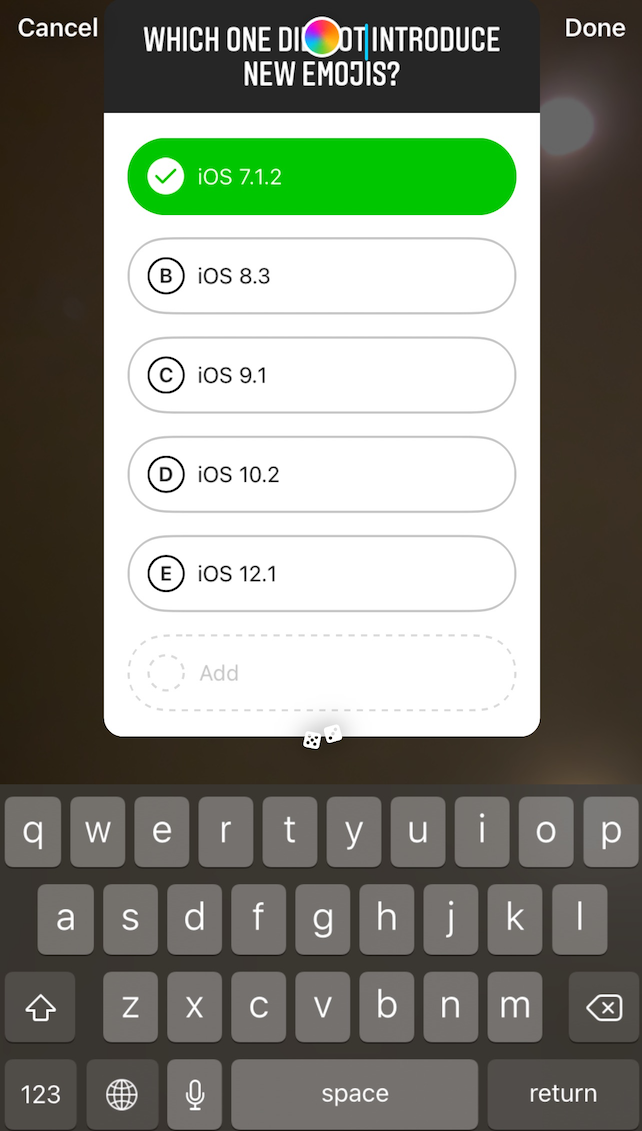 Cancel
Done
WHICH ONE DI OT INTRODUCE
NEW EMOJIS?
iOS 7.1.2
B iOS 8.3
C iOS 9.1
D iOS 10.2
E iOS 12.1
Add
q w e r t y u i o p
a s d f g h j k l
z x c v b n m
123 space return